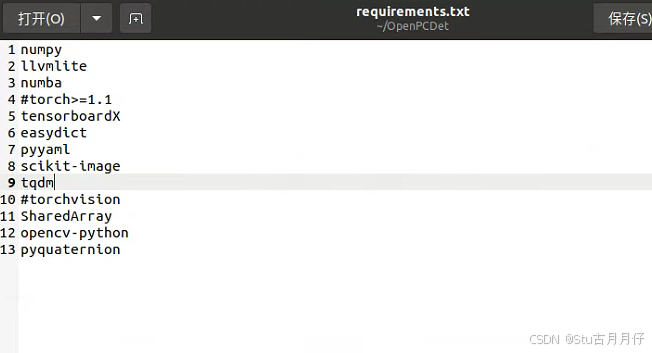 打开(O)
requirements.txt
~/OpenPCDet
保存(S)
1 numpy
2 llvmlite
3 numba
4 #torch>=1.1
5 tensorboardX
6 easydict
7 pyyaml
8 scikit-image
9 tqdm
10 #torchvision
11 SharedArray
12 opencv-python
13 pyquaternion
CSDN @Stu古月月仔